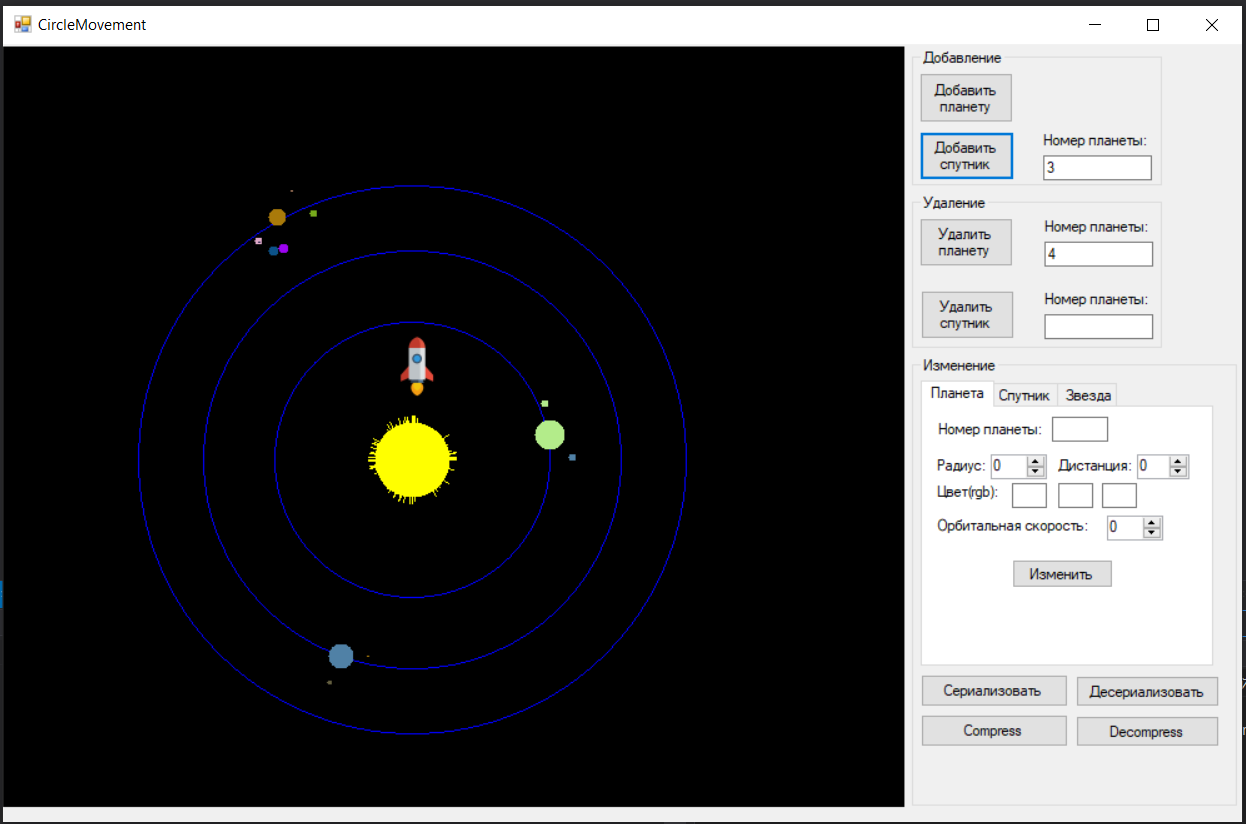 CircleMovement
Добавление
Добавить
планету
Добавить
спутник
Номер планеты:
3
Удаление
Удалить
планету
Номер планеты:
4
Удалить
спутник
Номер планеты:
Изменение
Планета Спутник Звезда
Номер планеты:
Радиус: 0 Дистанция: 0
Цвет(rgb):
Орбитальная скорость: 0
Изменить
Сериализовать Десериализовать
Compress Decompress